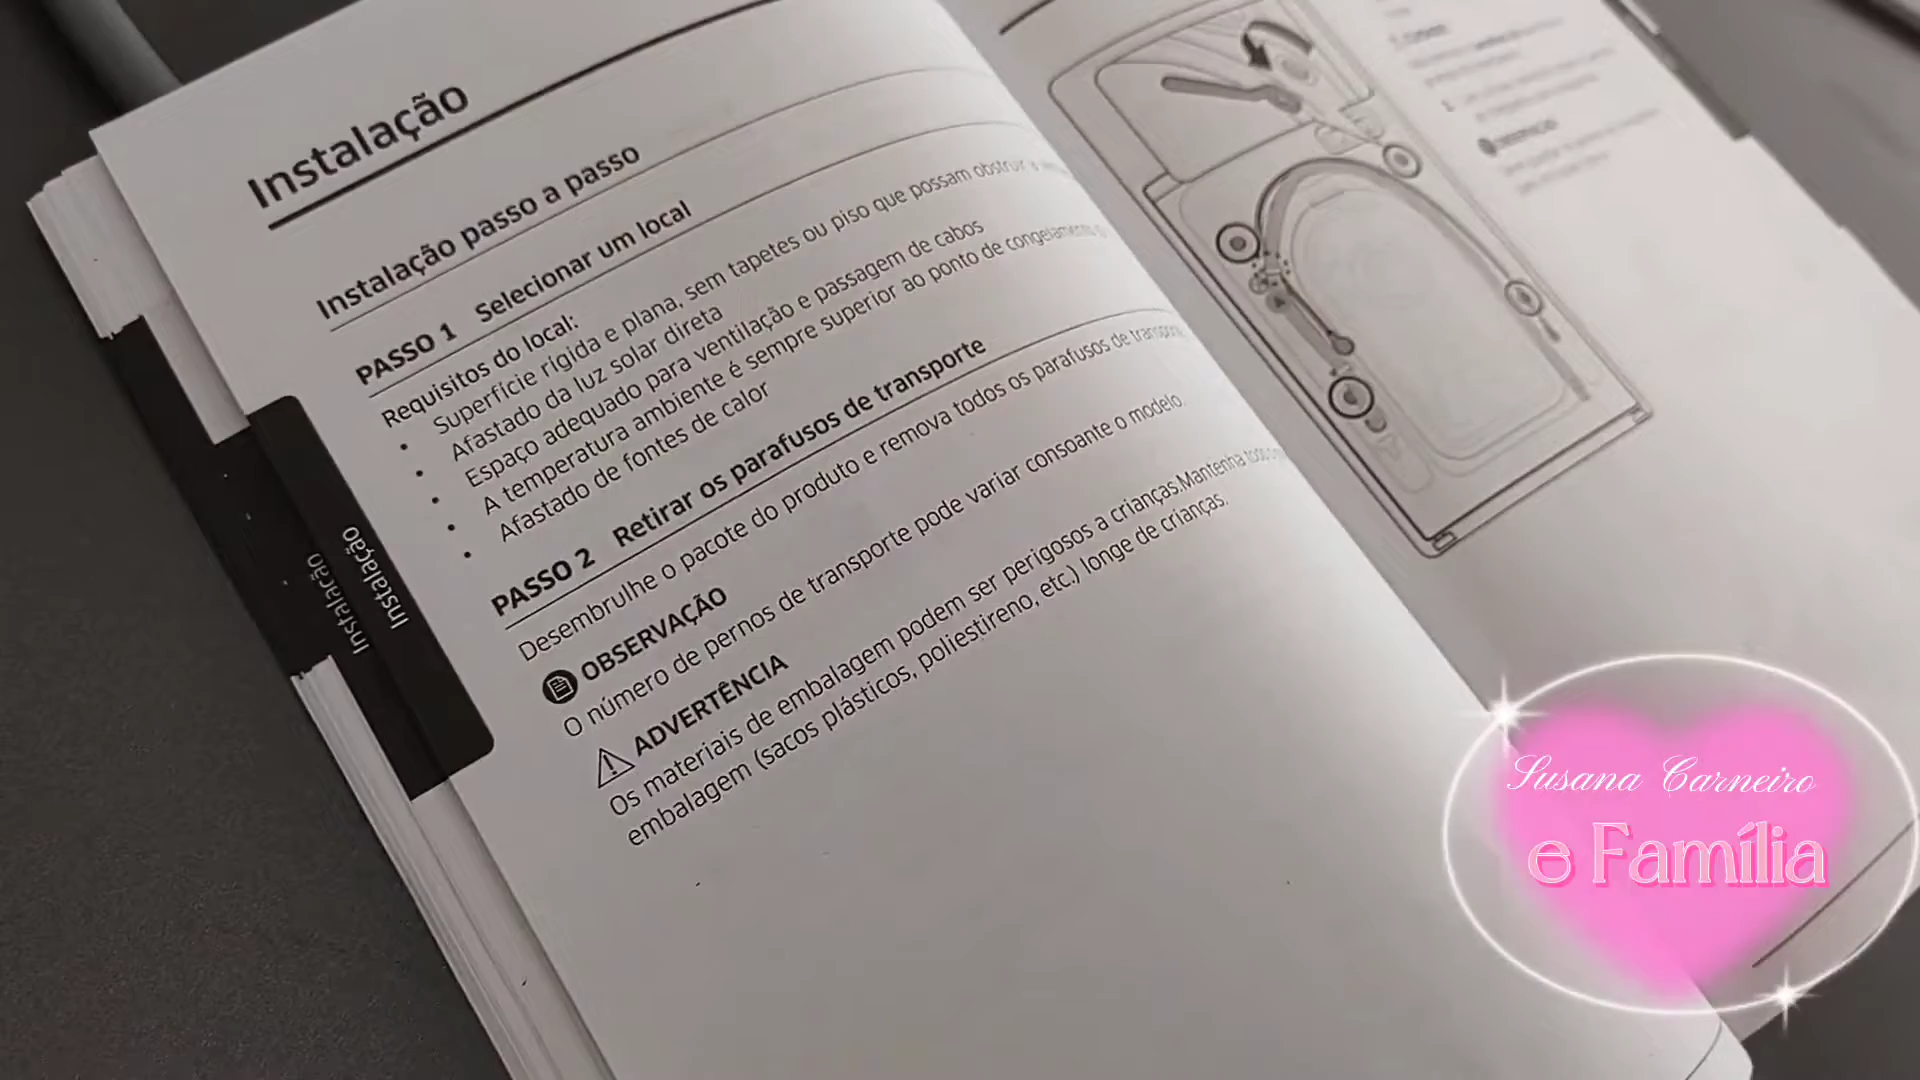 Instalação
Instalação passo a passo
PASSO 1 Selecionar um local
Requisitos do local:
• Superfície rígida e plana, sem tapetes ou piso que possam obstruir a
• Afastado da luz solar direta
• Espaço adequado para ventilação e passagem de cabos
• A temperatura ambiente é sempre superior ao ponto de congelamento
• Afastado de fontes de calor
PASSO 2 Retirar os parafusos de transporte
Desembrulhe o pacote do produto e remova todos os parafusos de transporte
OBSERVAÇÃO
O número de pernos de transporte pode variar consoante o modelo.
ADVERTÊNCIA
Os materiais de embalagem podem ser perigosos a crianças.Mantenha
embalagem (sacos plásticos, poliestireno, etc.) longe de crianças.
Instalação
Instalação
Susana Carneiro
e Família